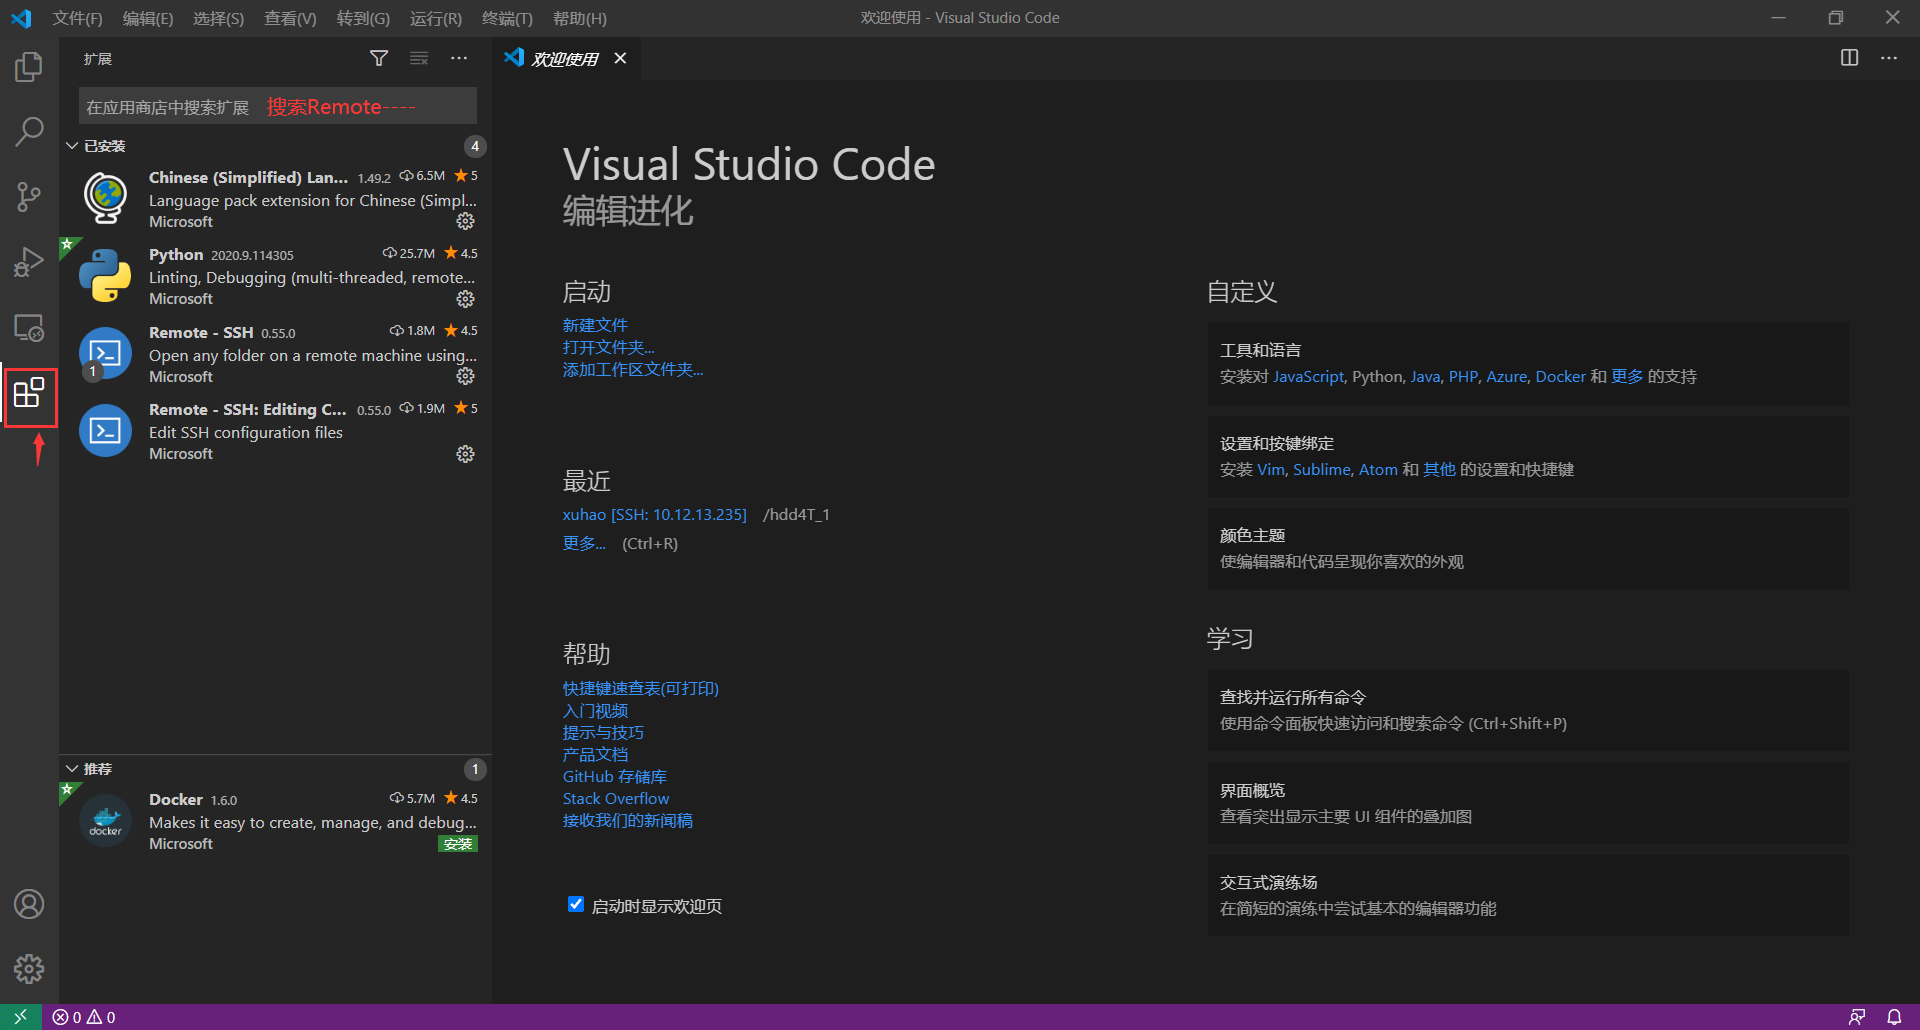 文件(F) 编辑(E) 选择(S) 查看(V) 转到(G) 运行(R) 终端(T) 帮助(H) 欢迎使用 - Visual Studio Code
扩展
欢迎使用
在应用商店中搜索扩展 搜索Remote----
已安装 4
Chinese (Simplified) Lan... 1.49.2 6.5M 5
Language pack extension for Chinese (Simpl...
Microsoft
Python 2020.9.114305 25.7M 4.5
Linting, Debugging (multi-threaded, remote...
Microsoft
Remote - SSH 0.55.0 1.8M 4.5
Open any folder on a remote machine using...
1
Microsoft
Remote - SSH: Editing C... 0.55.0 1.9M 5
Edit SSH configuration files
Microsoft
推荐 1
Docker 1.6.0 5.7M 4.5
Makes it easy to create, manage, and debug...
docker
Microsoft 安装
Visual Studio Code
编辑进化
启动
新建文件
打开文件夹...
添加工作区文件夹...
最近
xuhao [SSH: 10.12.13.235] /hdd4T_1
更多... (Ctrl+R)
帮助
快捷键速查表(可打印)
入门视频
提示与技巧
产品文档
GitHub 存储库
Stack Overflow
接收我们的新闻稿
启动时显示欢迎页
自定义
工具和语言
安装对 JavaScript, Python, Java, PHP, Azure, Docker 和 更多 的支持
设置和按键绑定
安装 Vim, Sublime, Atom 和 其他 的设置和快捷键
颜色主题
使编辑器和代码呈现你喜欢的外观
学习
查找并运行所有命令
使用命令面板快速访问和搜索命令 (Ctrl+Shift+P)
界面概览
查看突出显示主要 UI 组件的叠加图
交互式演练场
在简短的演练中尝试基本的编辑器功能
0 0